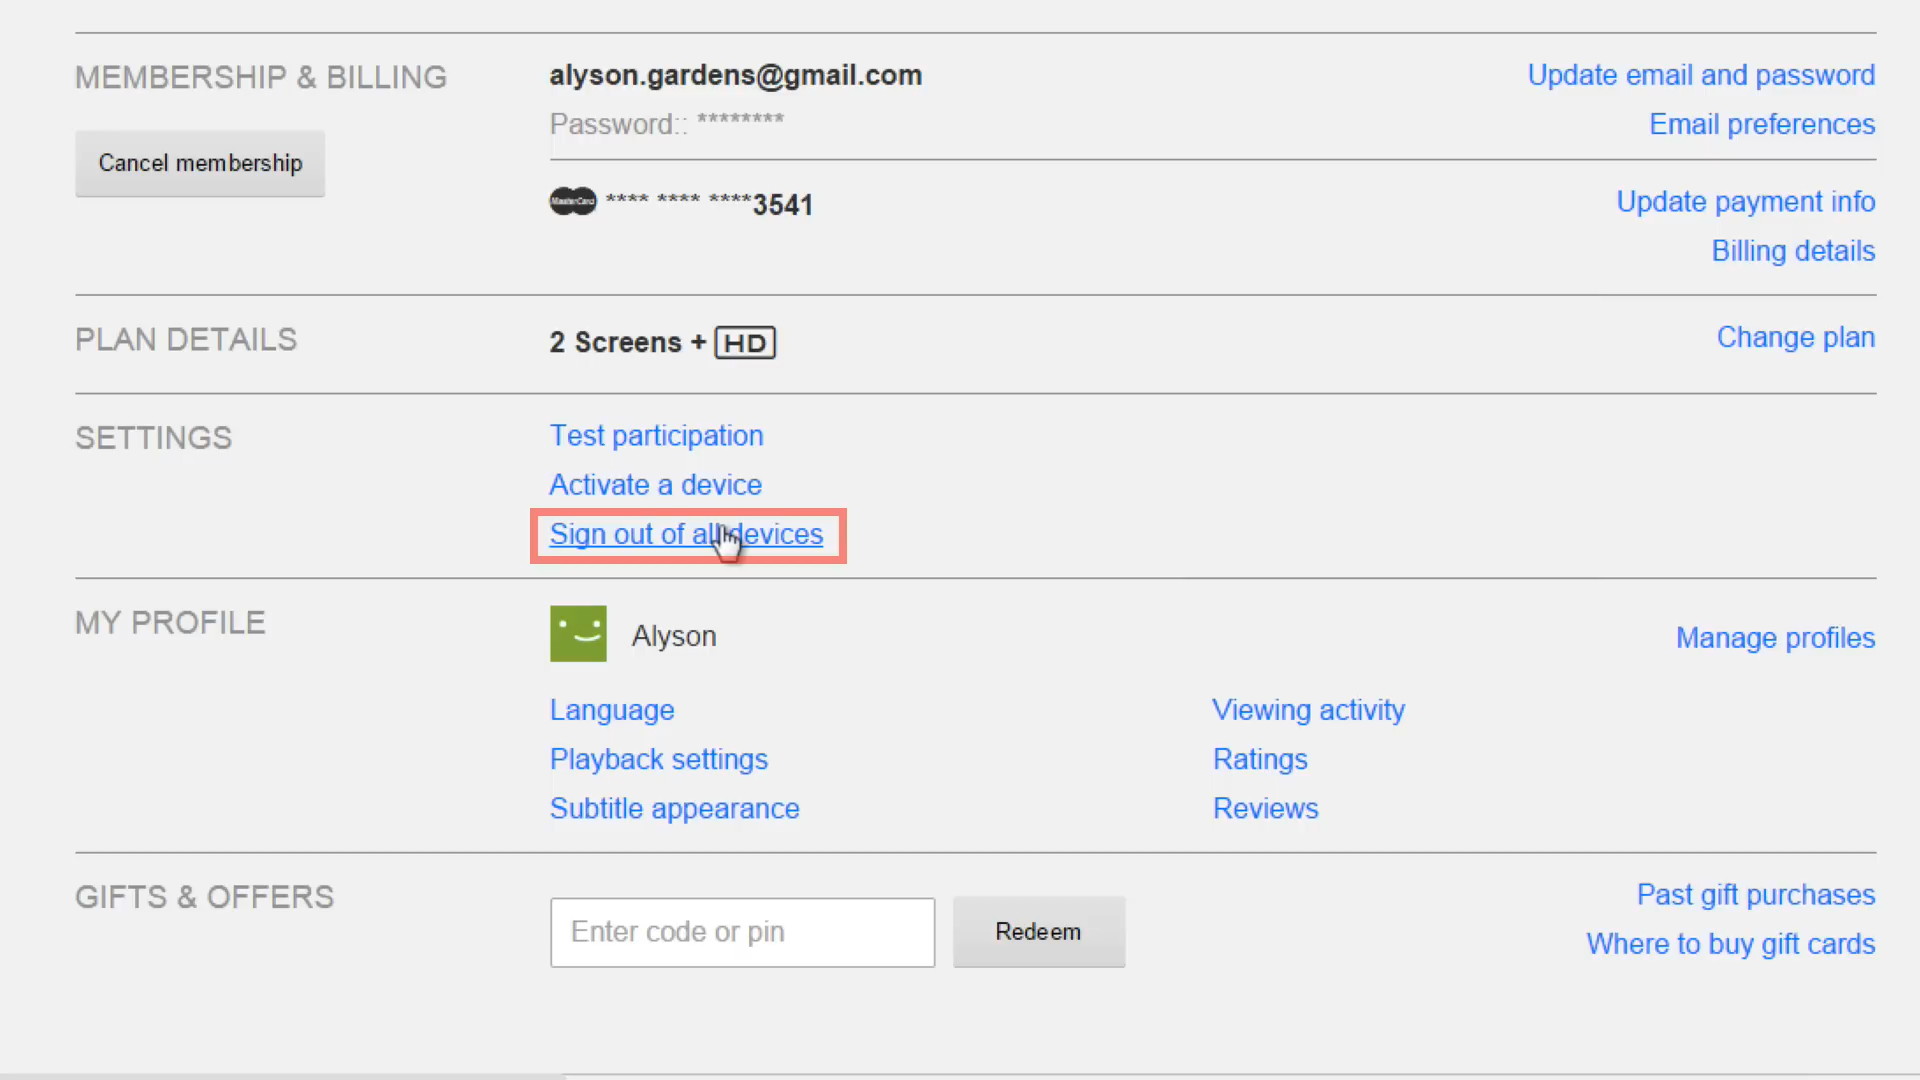 MEMBERSHIP & BILLING
alyson.gardens@gmail.com
Update email and password
Password:: ********
Email preferences
Cancel membership
MasterCard **** **** ****3541
Update payment info
Billing details
PLAN DETAILS
2 Screens + HD
Change plan
SETTINGS
Test participation
Activate a device
Sign out of all devices
MY PROFILE
Alyson
Manage profiles
Language
Viewing activity
Playback settings
Ratings
Subtitle appearance
Reviews
GIFTS & OFFERS
Enter code or pin
Redeem
Past gift purchases
Where to buy gift cards